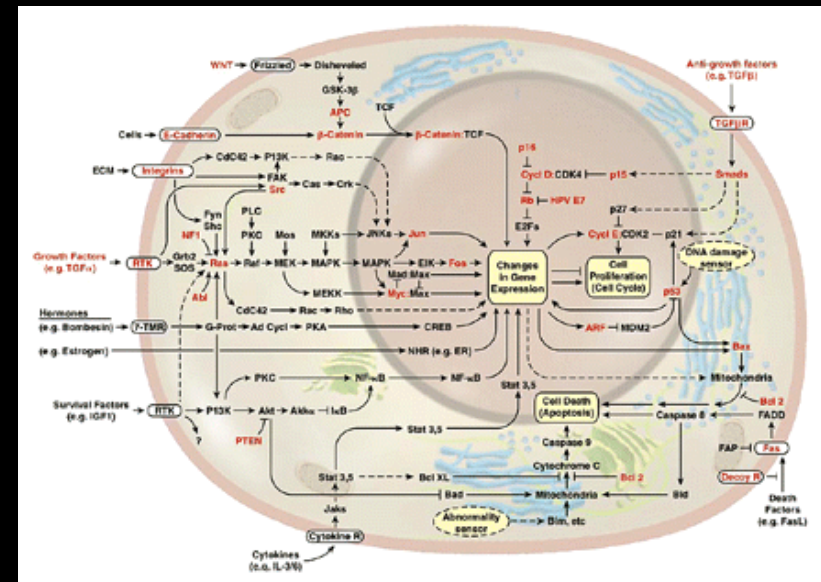 WNT
Frizzled
Disheveled
GSK-3β
APC
TCF
Cells
E-Cadherin
β-Catenin
β-Catenin:TCF
ECM
Integrins
CdC42
P13K
Rac
FAK
Src
Cas
Crk
Fyn
Shc
PLC
NF1
PKC
Mos
MKKs
JNKs
Jun
Growth Factors
(e.g. TGFα)
RTK
Grb2
SOS
Ras
Raf
MEK
MAPK
MAPK
ElK
Fos
Mad:Max
MEKK
Myc:Max
Abl
CdC42
Rac
Rho
Hormones
(e.g. Bombesin)
7-TMR
G-Prot
Ad Cycl
PKA
CREB
(e.g. Estrogen)
NHR (e.g. ER)
PKC
NF-κB
NF-κB
Survival Factors
(e.g. IGF1)
RTK
P13K
Akt
Akkα
IκB
?
PTEN
Stat 3,5
Stat 3,5
Stat 3,5
Bcl XL
Bad
Jaks
Cytokine R
Cytokines
(e.g. IL-3/6)
Anti-growth factors
(e.g. TGFβ)
TGFβR
Smads
p16
Cycl D:CDK4
p15
Rb
HPV E7
E2Fs
p27
Cycl E:CDK2
p21
DNA damage
sensor
Changes
in Gene
Expression
Cell
Proliferation
(Cell Cycle)
p53
ARF
MDM2
Bax
Mitochondria
Bcl 2
Cell Death
(Apoptosis)
Caspase 8
FADD
Caspase 9
FAP
Fas
Cytochrome C
Bcl 2
Decoy R
Mitochondria
Bid
Death
Factors
(e.g. FasL)
Abnormality
sensor
Bim, etc